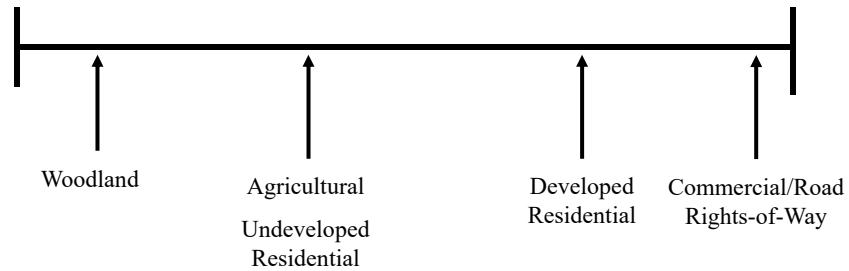 Woodland
Agricultural
Undeveloped
Residential
Developed
Residential
Commercial/Road
Rights-of-Way